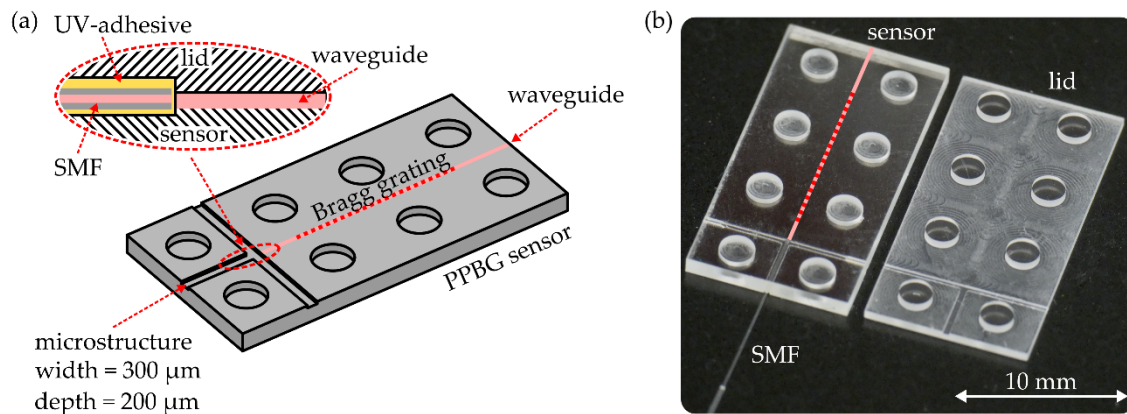 (a)
UV-adhesive
lid
waveguide
sensor
SMF
waveguide
Bragg grating
PPBG sensor
microstructure
width = 300 µm
depth = 200 µm
(b)
sensor
lid
SMF
10 mm